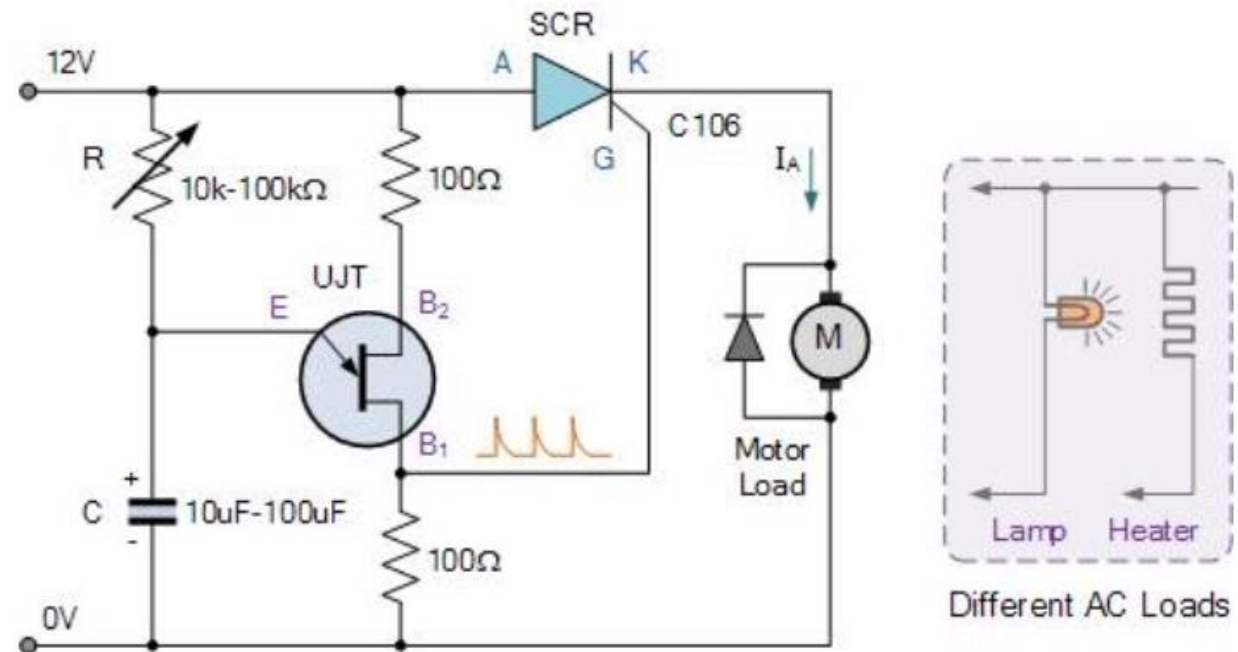 SCR
12V
A
K
C106
G
R
10k-100kΩ
100Ω
I_A
UJT
E
B₂
M
B₁
Motor
Load
+
C
10uF-100uF
-
100Ω
0V
Lamp
Heater
Different AC Loads